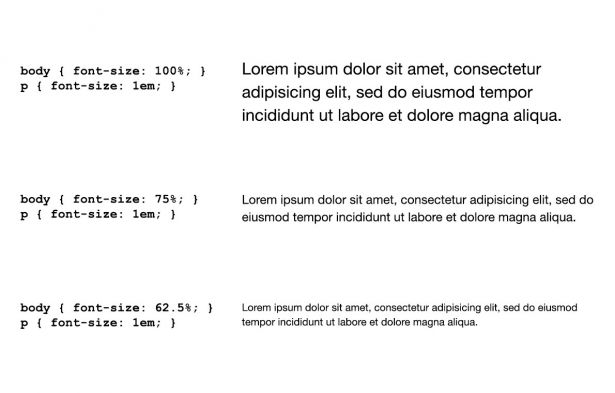 body { font-size: 100%; }
p { font-size: 1em; }
Lorem ipsum dolor sit amet, consectetur
adipisicing elit, sed do eiusmod tempor
incididunt ut labore et dolore magna aliqua.
body { font-size: 75%; }
p { font-size: 1em; }
Lorem ipsum dolor sit amet, consectetur adipisicing elit, sed do
eiusmod tempor incididunt ut labore et dolore magna aliqua.
body { font-size: 62.5%; }
p { font-size: 1em; }
Lorem ipsum dolor sit amet, consectetur adipisicing elit, sed do eiusmod
tempor incididunt ut labore et dolore magna aliqua.